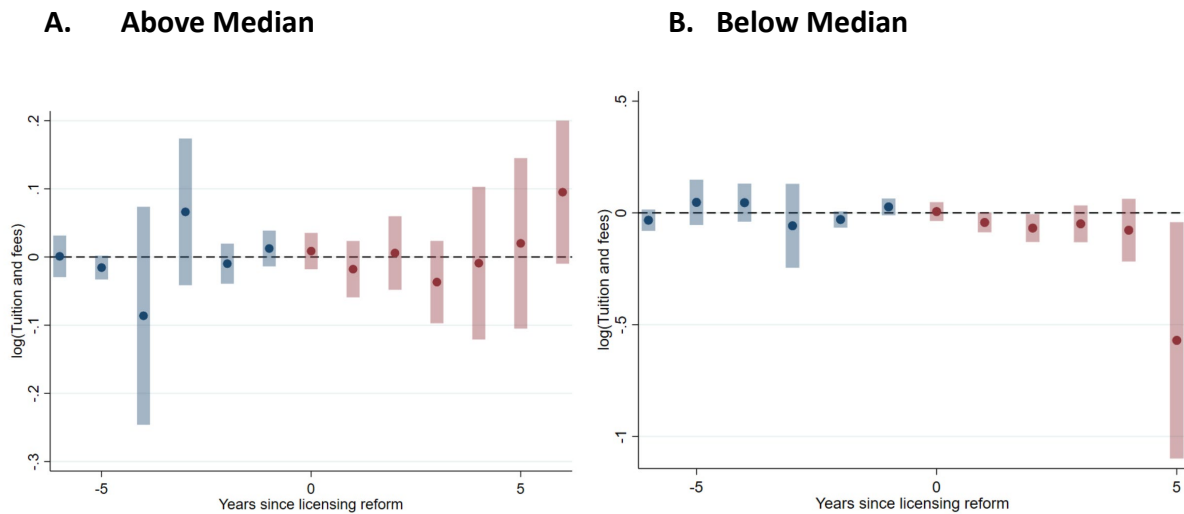 A. Above Median
.2
.1
0
-.1
-.2
-.3
log(Tuition and fees)
-5
0
5
Years since licensing reform
B. Below Median
.5
0
-.5
-1
log(Tuition and fees)
-5
0
5
Years since licensing reform